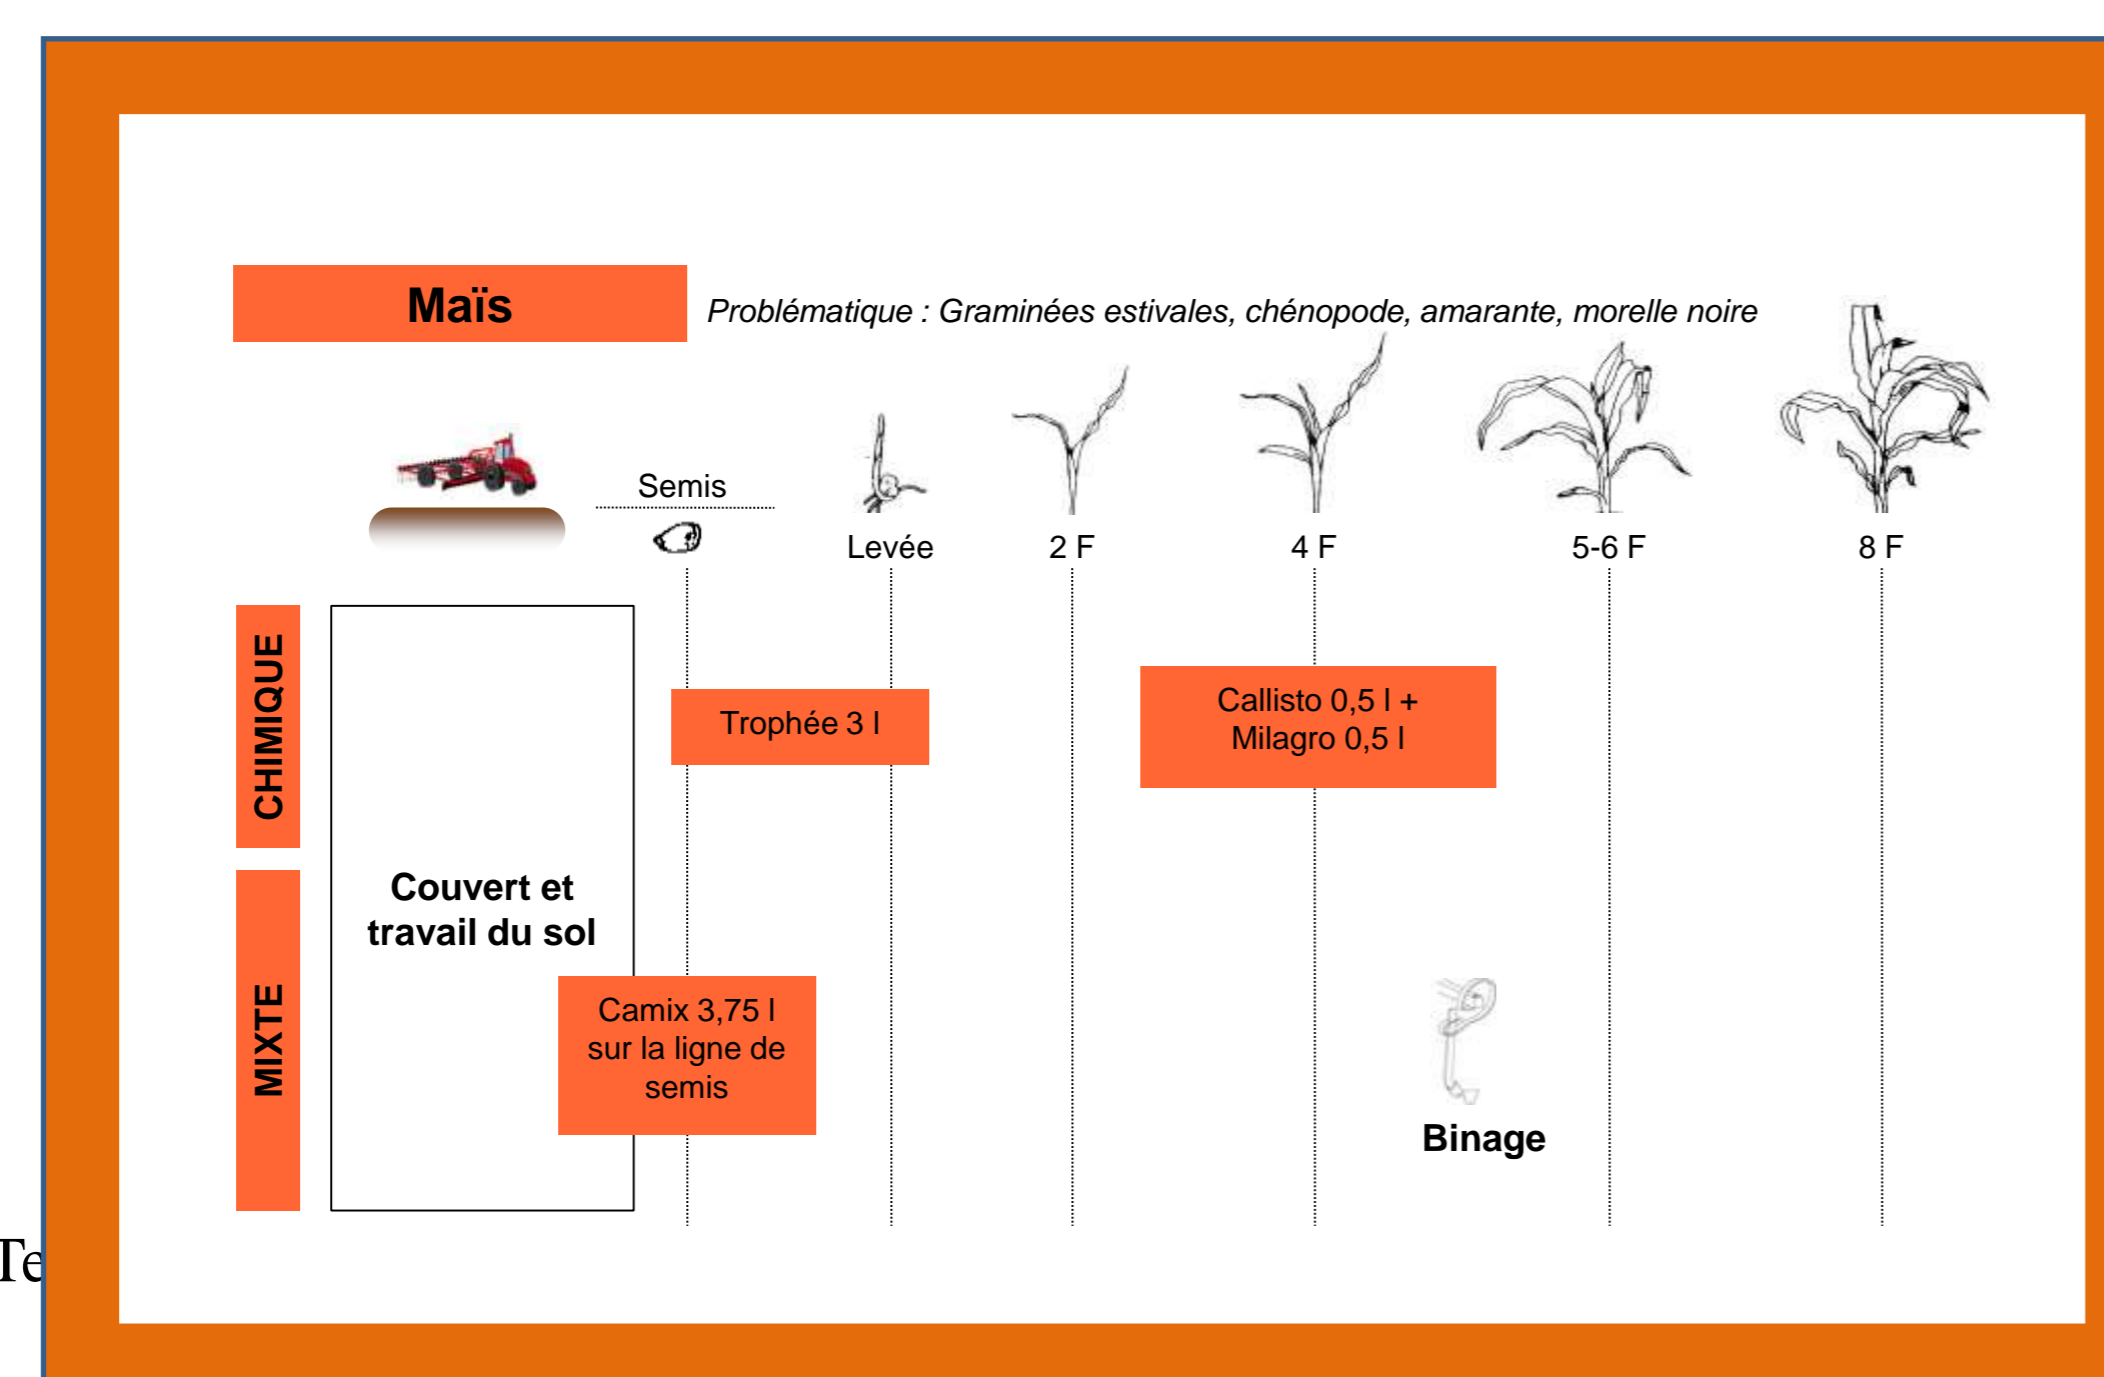 Maïs
Problématique : Graminées estivales, chénopode, amarante, morelle noire
Semis
Levée
2 F
4 F
5-6 F
8 F
CHIMIQUE
Trophée 3 l
Callisto 0,5 l +
Milagro 0,5 l
Couvert et
travail du sol
MIXTE
Camix 3,75 l
sur la ligne de
semis
Binage
Te